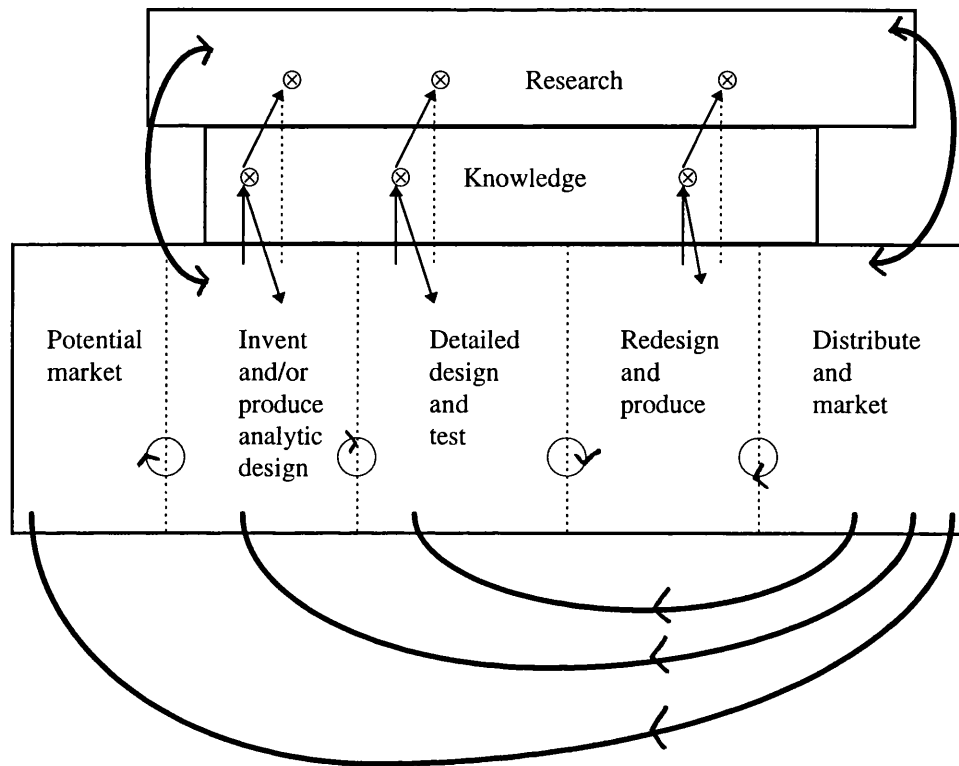 Research
Knowledge
Potential
market
Invent
and/or
produce
analytic
design
Detailed
design
and
test
Redesign
and
produce
Distribute
and
market